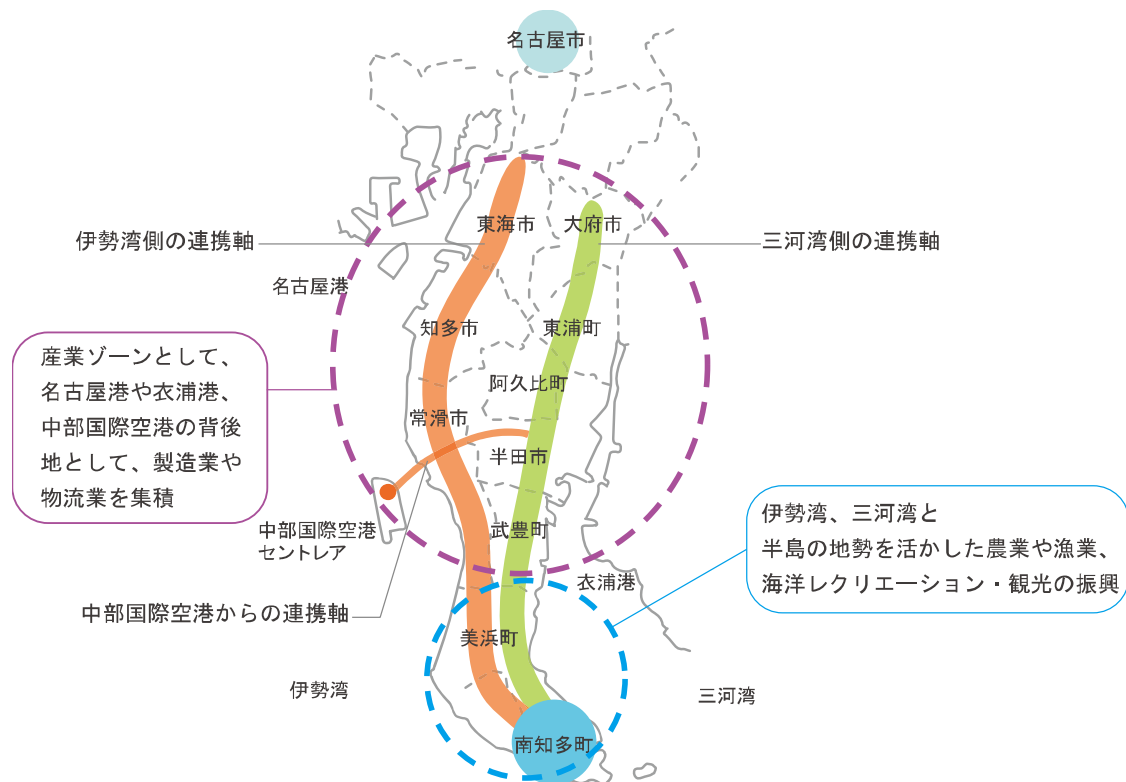 名古屋市
東海市
大府市
伊勢湾側の連携軸
三河湾側の連携軸
名古屋港
知多市
東浦町
産業ゾーンとして、
名古屋港や衣浦港、
中部国際空港の背後
地として、製造業や
物流業を集積
阿久比町
常滑市
半田市
中部国際空港
セントレア
武豊町
伊勢湾、三河湾と
半島の地勢を活かした農業や漁業、
海洋レクリエーション・観光の振興
衣浦港
中部国際空港からの連携軸
美浜町
伊勢湾
三河湾
南知多町